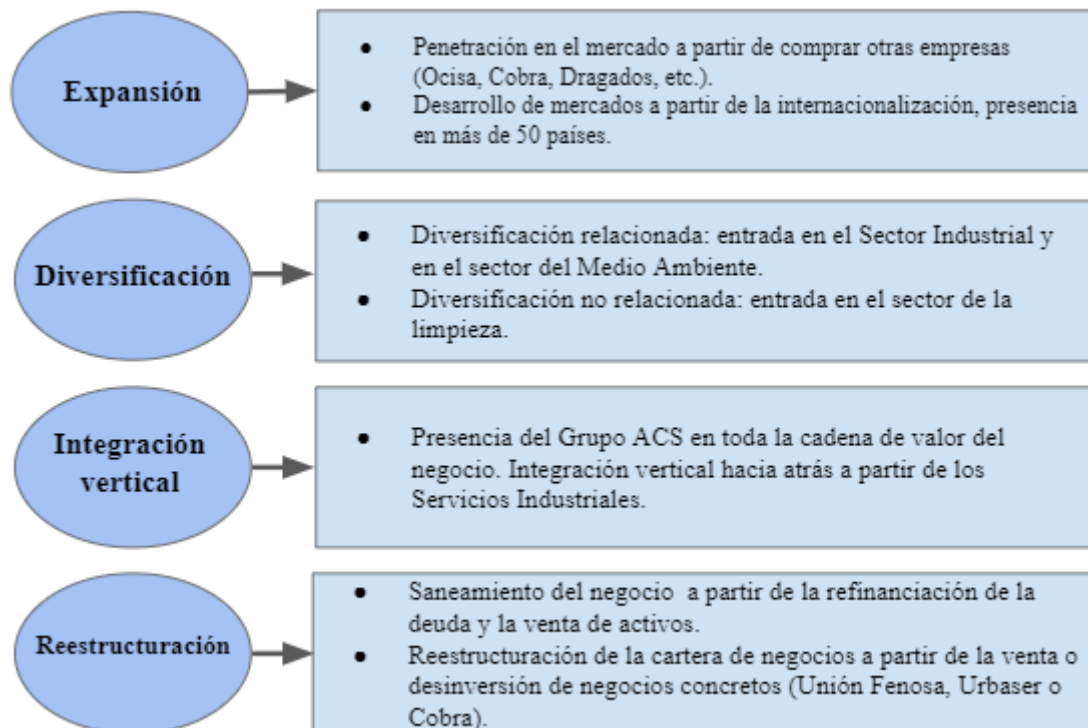 Expansión
● Penetración en el mercado a partir de comprar otras empresas
(Ocisa, Cobra, Dragados, etc.).
● Desarrollo de mercados a partir de la internacionalización, presencia
en más de 50 países.
Diversificación
● Diversificación relacionada: entrada en el Sector Industrial y
en el sector del Medio Ambiente.
● Diversificación no relacionada: entrada en el sector de la
limpieza.
Integración
vertical
● Presencia del Grupo ACS en toda la cadena de valor del
negocio. Integración vertical hacia atrás a partir de los
Servicios Industriales.
Reestructuración
● Saneamiento del negocio a partir de la refinanciación de la
deuda y la venta de activos.
● Reestructuración de la cartera de negocios a partir de la venta o
desinversión de negocios concretos (Unión Fenosa, Urbaser o
Cobra).